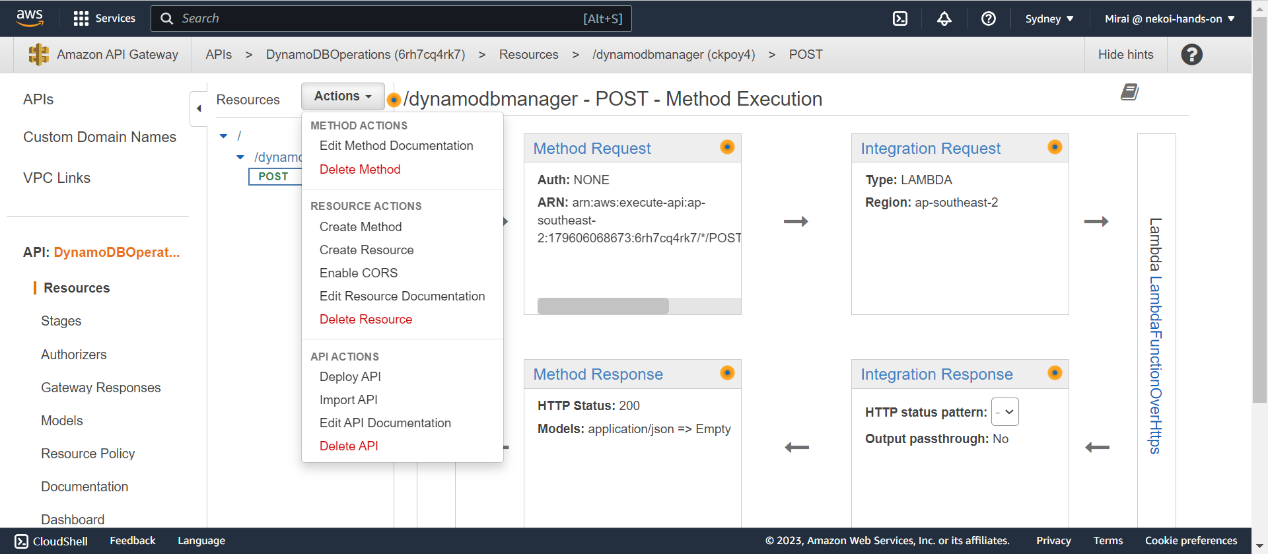 aws
Services
Search
[Alt+S]
Sydney
Mirai @ nekoi-hands-on
Amazon API Gateway
APIs > DynamoDBOperations (6rh7cq4rk7) > Resources > /dynamodbmanager (ckpoy4) > POST
Hide hints
APIs
Custom Domain Names
VPC Links
API: DynamoDBOperat...
Resources
Stages
Authorizers
Gateway Responses
Models
Resource Policy
Documentation
Dashboard
Resources
Actions
/
/dynamo
POST
METHOD ACTIONS
Edit Method Documentation
Delete Method
RESOURCE ACTIONS
Create Method
Create Resource
Enable CORS
Edit Resource Documentation
Delete Resource
API ACTIONS
Deploy API
Import API
Edit API Documentation
Delete API
/dynamodbmanager - POST - Method Execution
Method Request
Auth: NONE
ARN: arn:aws:execute-api:ap-
southeast-
2:179606068673:6rh7cq4rk7/*/POST
Integration Request
Type: LAMBDA
Region: ap-southeast-2
Lambda LambdaFunctionOverHttps
Method Response
HTTP Status: 200
Models: application/json => Empty
Integration Response
HTTP status pattern: -
Output passthrough: No
CloudShell
Feedback
Language
© 2023, Amazon Web Services, Inc. or its affiliates.
Privacy
Terms
Cookie preferences